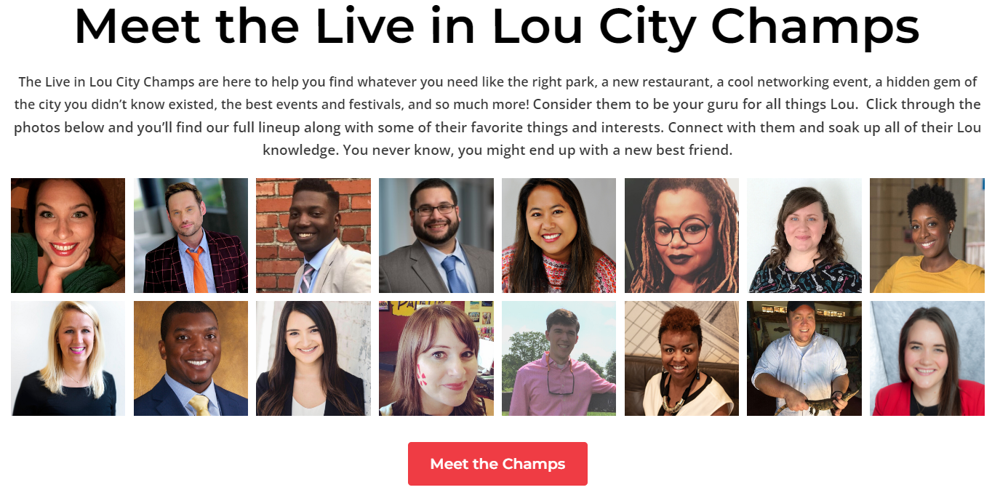 Meet the Live in Lou City Champs
The Live in Lou City Champs are here to help you find whatever you need like the right park, a new restaurant, a cool networking event, a hidden gem of
the city you didn’t know existed, the best events and festivals, and so much more! Consider them to be your guru for all things Lou.  Click through the
photos below and you’ll find our full lineup along with some of their favorite things and interests. Connect with them and soak up all of their Lou
knowledge. You never know, you might end up with a new best friend.
Meet the Champs